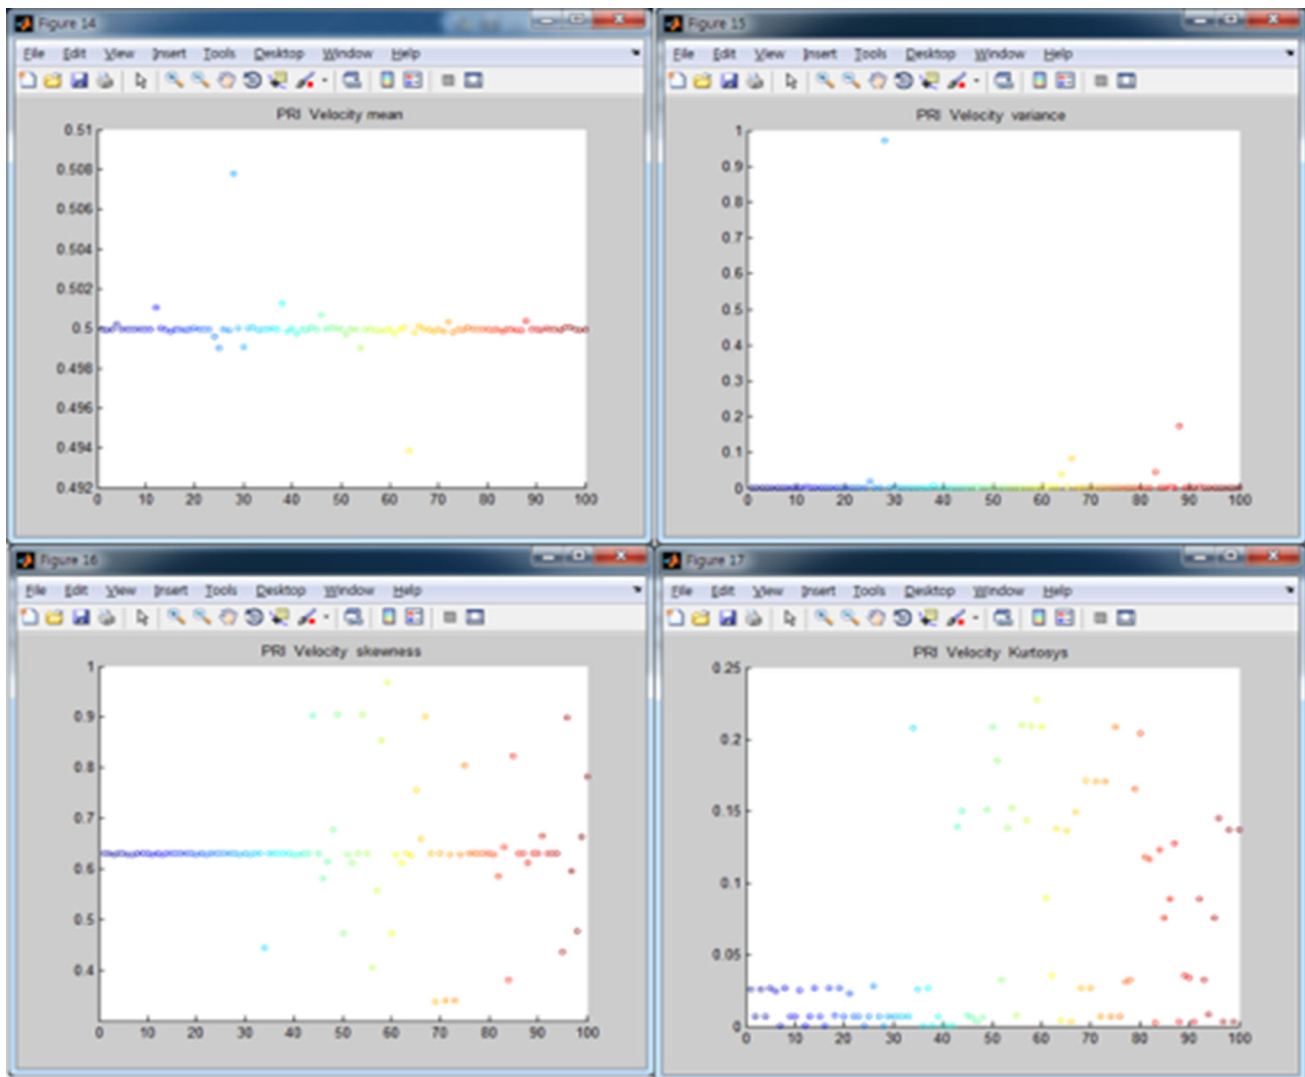 Figure 14
File Edit View Insert Tools Desktop Window Help
PRI Velocity mean
0.51
0.508
0.506
0.504
0.502
0.5
0.498
0.496
0.494
0.492
0 10 20 30 40 50 60 70 80 90 100
Figure 15
File Edit View Insert Tools Desktop Window Help
PRI Velocity variance
1
0.9
0.8
0.7
0.6
0.5
0.4
0.3
0.2
0.1
0
0 10 20 30 40 50 60 70 80 90 100
Figure 16
File Edit View Insert Tools Desktop Window Help
PRI Velocity skewness
1
0.9
0.8
0.7
0.6
0.5
0.4
0 10 20 30 40 50 60 70 80 90 100
Figure 17
File Edit View Insert Tools Desktop Window Help
PRI Velocity Kurtosys
0.25
0.2
0.15
0.1
0.05
0
0 10 20 30 40 50 60 70 80 90 100